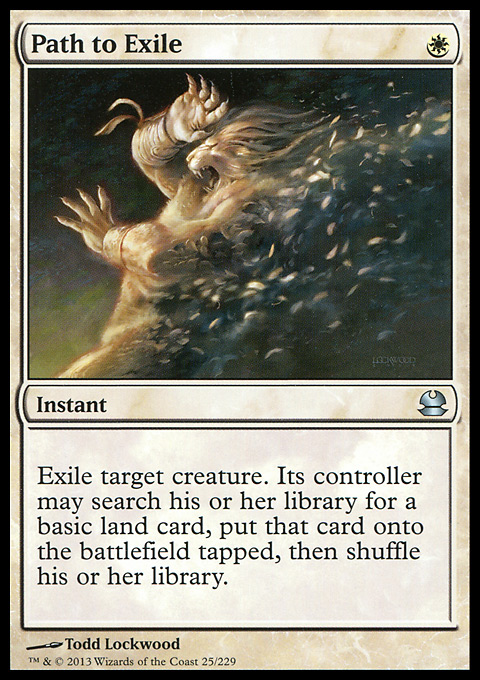 Path to Exile
LOCKWOOD
Instant
Exile target creature. Its controller
may search his or her library for a
basic land card, put that card onto
the battlefield tapped, then shuffle
his or her library.
Todd Lockwood
™ & © 2013 Wizards of the Coast 25/229